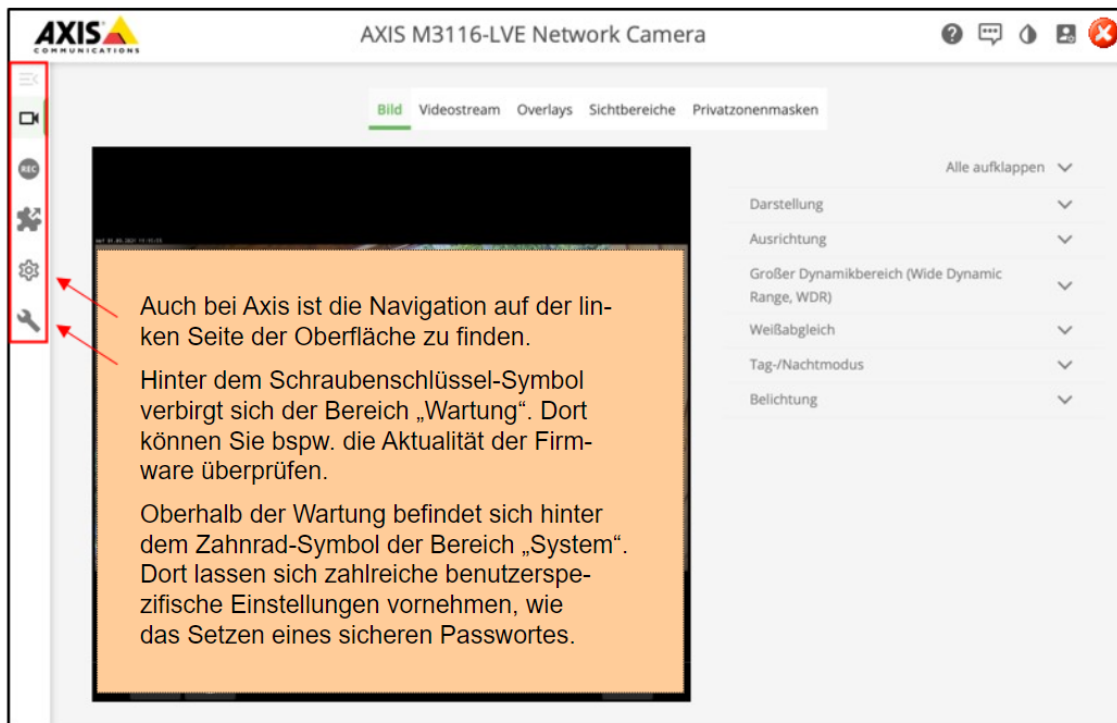 AXIS
COMMUNICATIONS
AXIS M3116-LVE Network Camera
Bild Videostream Overlays Sichtbereiche Privatzonenmasken
REC
Alle aufklappen
Darstellung
Ausrichtung
Großer Dynamikbereich (Wide Dynamic
Range, WDR)
Weißabgleich
Tag-/Nachtmodus
Belichtung
Auch bei Axis ist die Navigation auf der lin-
ken Seite der Oberfläche zu finden.
Hinter dem Schraubenschlüssel-Symbol
verbirgt sich der Bereich „Wartung“. Dort
können Sie bspw. die Aktualität der Firm-
ware überprüfen.
Oberhalb der Wartung befindet sich hinter
dem Zahnrad-Symbol der Bereich „System“.
Dort lassen sich zahlreiche benutzerspe-
zifische Einstellungen vornehmen, wie
das Setzen eines sicheren Passwortes.